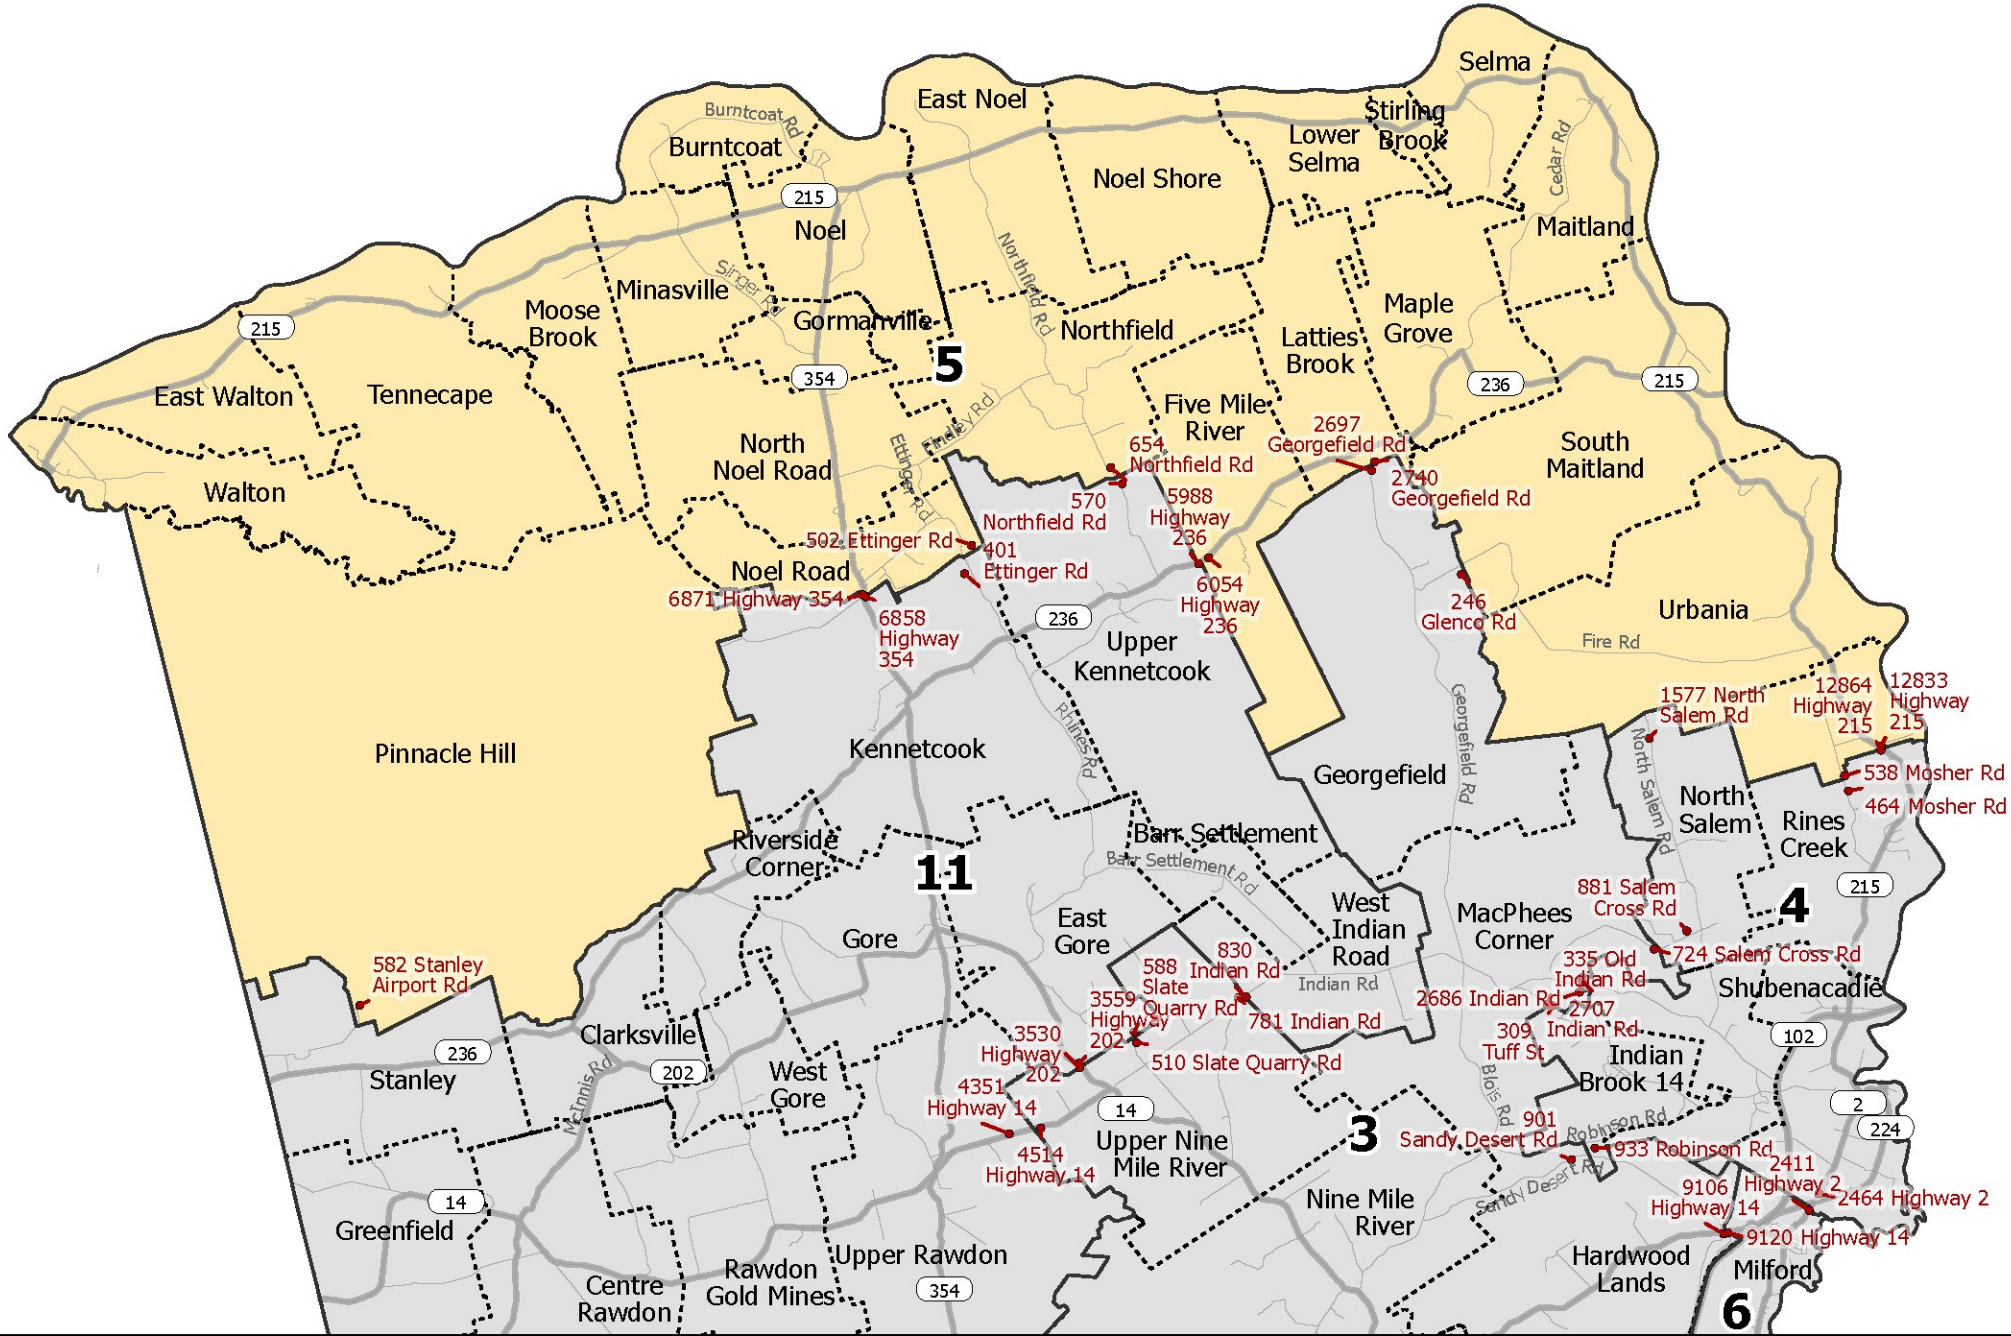 Selma
East Noel
Stirling
Brook
Burntcoat Rd
Burntcoat
Lower
Selma
Cedar Rd
Noel Shore
215
Noel
Maitland
Northfield Rd
Singer Rd
Minasville
Moose
Brook
Gormanville
Northfield
Maple
Grove
Latties
Brook
215
5
354
236
215
East Walton
Tennecape
Five Mile
River
Findley Rd
2697
Georgefield Rd
North
Noel Road
Ettinger Rd
654
Northfield Rd
South
Maitland
2740
Georgefield Rd
Walton
570
Northfield Rd
5988
Highway
236
502 Ettinger Rd
401
Ettinger Rd
Noel Road
6871 Highway 354
6858
Highway
354
6054
Highway
236
246
Glenco Rd
Urbania
236
Upper
Kennetcook
Fire Rd
Rhines Rd
Georgefield Rd
1577 North
Salem Rd
12864
Highway
215
12833
Highway
215
North Salem Rd
Pinnacle Hill
Kennetcook
Georgefield
538 Mosher Rd
464 Mosher Rd
North
Salem
Rines
Creek
Riverside
Corner
Barr Settlement
Barr Settlement Rd
11
215
881 Salem
Cross Rd
4
West
Indian
Road
MacPhees
Corner
East
Gore
Gore
724 Salem Cross Rd
830
Indian Rd
335 Old
Indian Rd
582 Stanley
Airport Rd
588
Slate
Quarry Rd
Indian Rd
Shubenacadie
2686 Indian Rd
2707
Indian Rd
3559
Highway
202
781 Indian Rd
309
Tuff St
Clarksville
3530
Highway
202
102
236
510 Slate Quarry Rd
Indian
Brook 14
Stanley
202
West
Gore
McInnis Rd
Blois Rd
4351
Highway 14
14
2
224
901
Sandy Desert Rd
Robinson Rd
3
4514
Highway 14
Upper Nine
Mile River
933 Robinson Rd
Sandy Desert Rd
2411
Highway 2
9106
Highway 14
2464 Highway 2
14
Nine Mile
River
Greenfield
9120 Highway 14
Upper Rawdon
Hardwood
Lands
Milford
Rawdon
Gold Mines
Centre
Rawdon
354
6